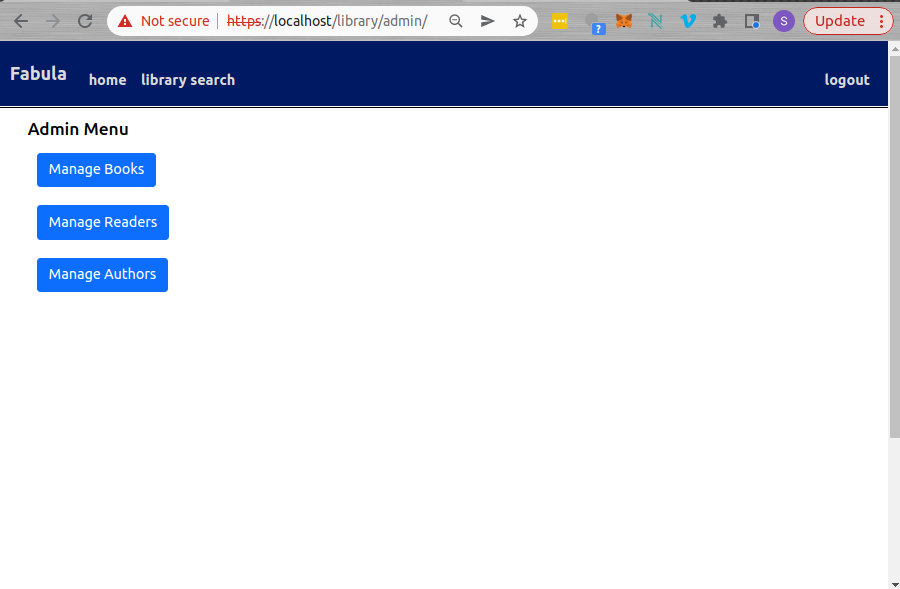 Not secure https://localhost/library/admin/ ? S Update
Fabula home library search logout
Admin Menu
Manage Books
Manage Readers
Manage Authors